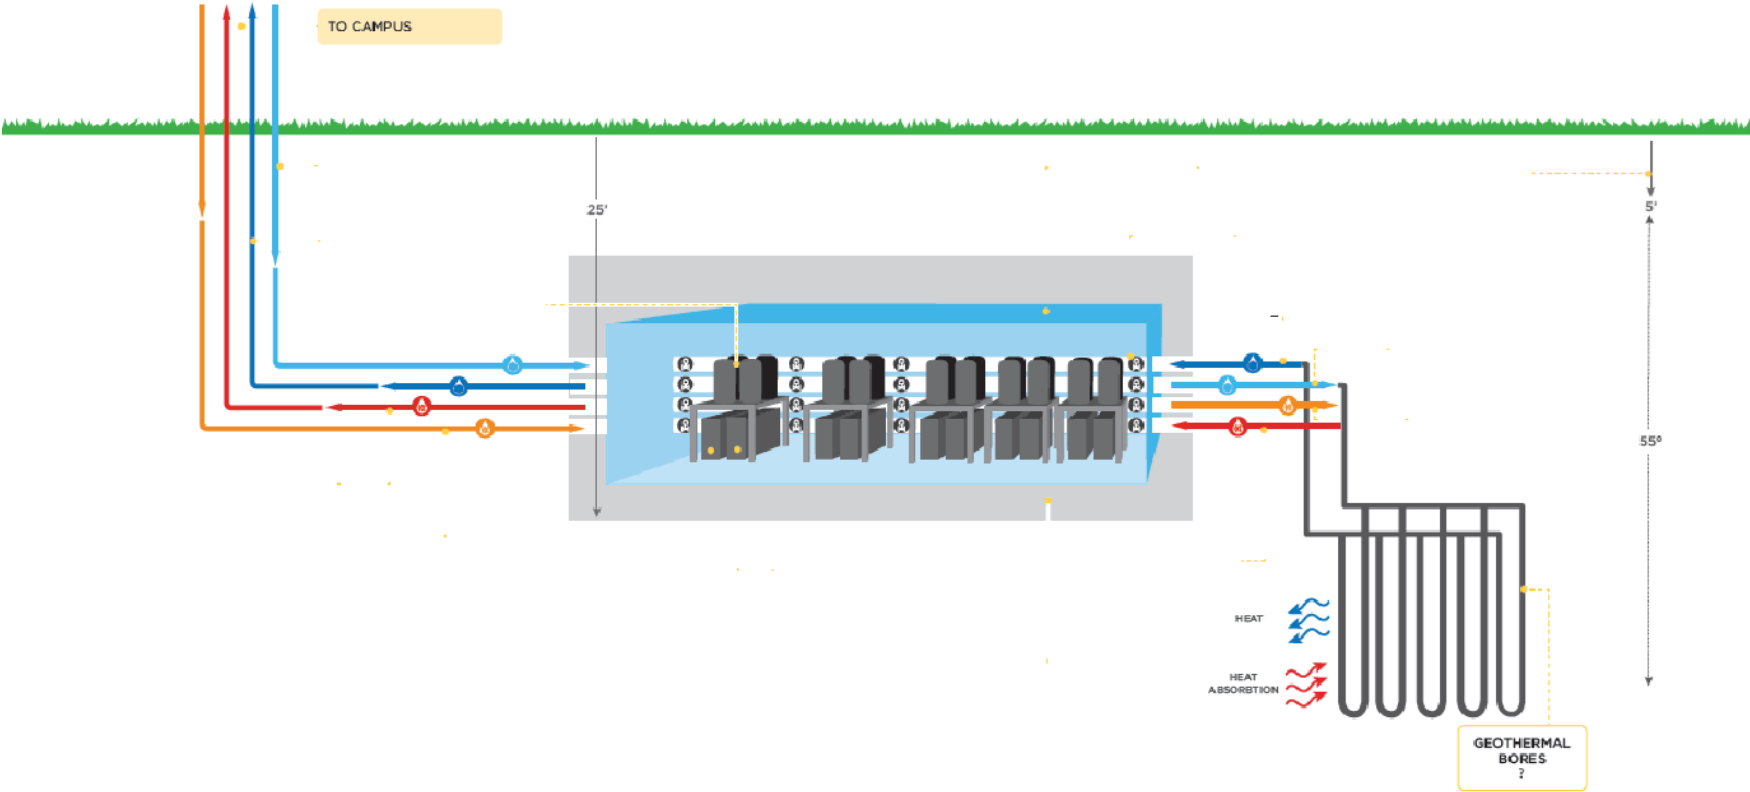 TO CAMPUS
25'
5'
55°
HEAT
HEAT
ABSORBTION
GEOTHERMAL
BORES
?